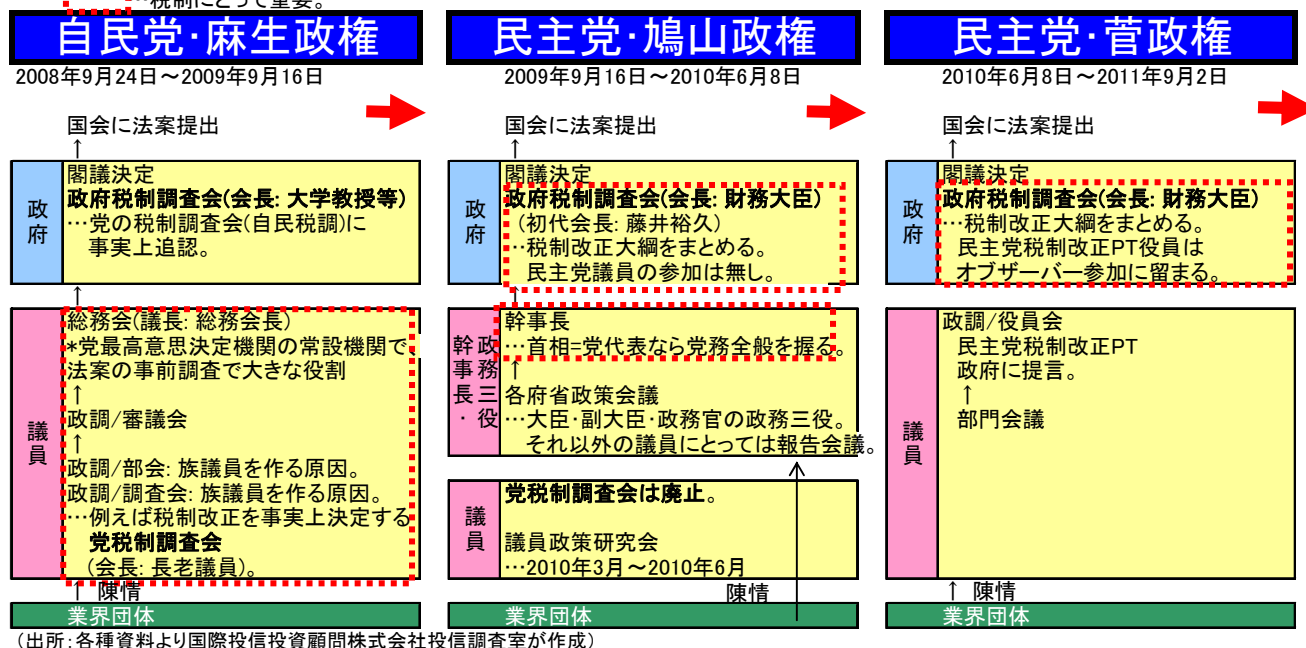 …税制にとって重要。
自民党･麻生政権
2008年9月24日～2009年9月16日
国会に法案提出
↑
政府
閣議決定
政府税制調査会(会長: 大学教授等)
…党の税制調査会(自民税調)に
事実上追認。
↑
議員
総務会(議長: 総務会長)
*党最高意思決定機関の常設機関で、
法案の事前調査で大きな役割
↑
政調/審議会
↑
政調/部会: 族議員を作る原因。
政調/調査会: 族議員を作る原因。
…例えば税制改正を事実上決定する
党税制調査会
(会長: 長老議員)。
↑ 陳情
業界団体
民主党･鳩山政権
2009年9月16日～2010年6月8日
国会に法案提出
↑
政府
閣議決定
政府税制調査会(会長: 財務大臣)
(初代会長: 藤井裕久)
…税制改正大綱をまとめる。
民主党議員の参加は無し。
↑
幹事長・政務三役
幹事長
…首相=党代表なら党務全般を握る。
↑
各府省政策会議
…大臣･副大臣･政務官の政務三役。
それ以外の議員にとっては報告会議。
議員
党税制調査会は廃止。
議員政策研究会
…2010年3月～2010年6月
陳情
業界団体
民主党･菅政権
2010年6月8日～2011年9月2日
国会に法案提出
↑
政府
閣議決定
政府税制調査会(会長: 財務大臣)
…税制改正大綱をまとめる。
民主党税制改正PT役員は
オブザーバー参加に留まる。
議員
政調/役員会
民主党税制改正PT
政府に提言。
↑
部門会議
↑ 陳情
業界団体
(出所:各種資料より国際投信投資顧問株式会社投信調査室が作成)